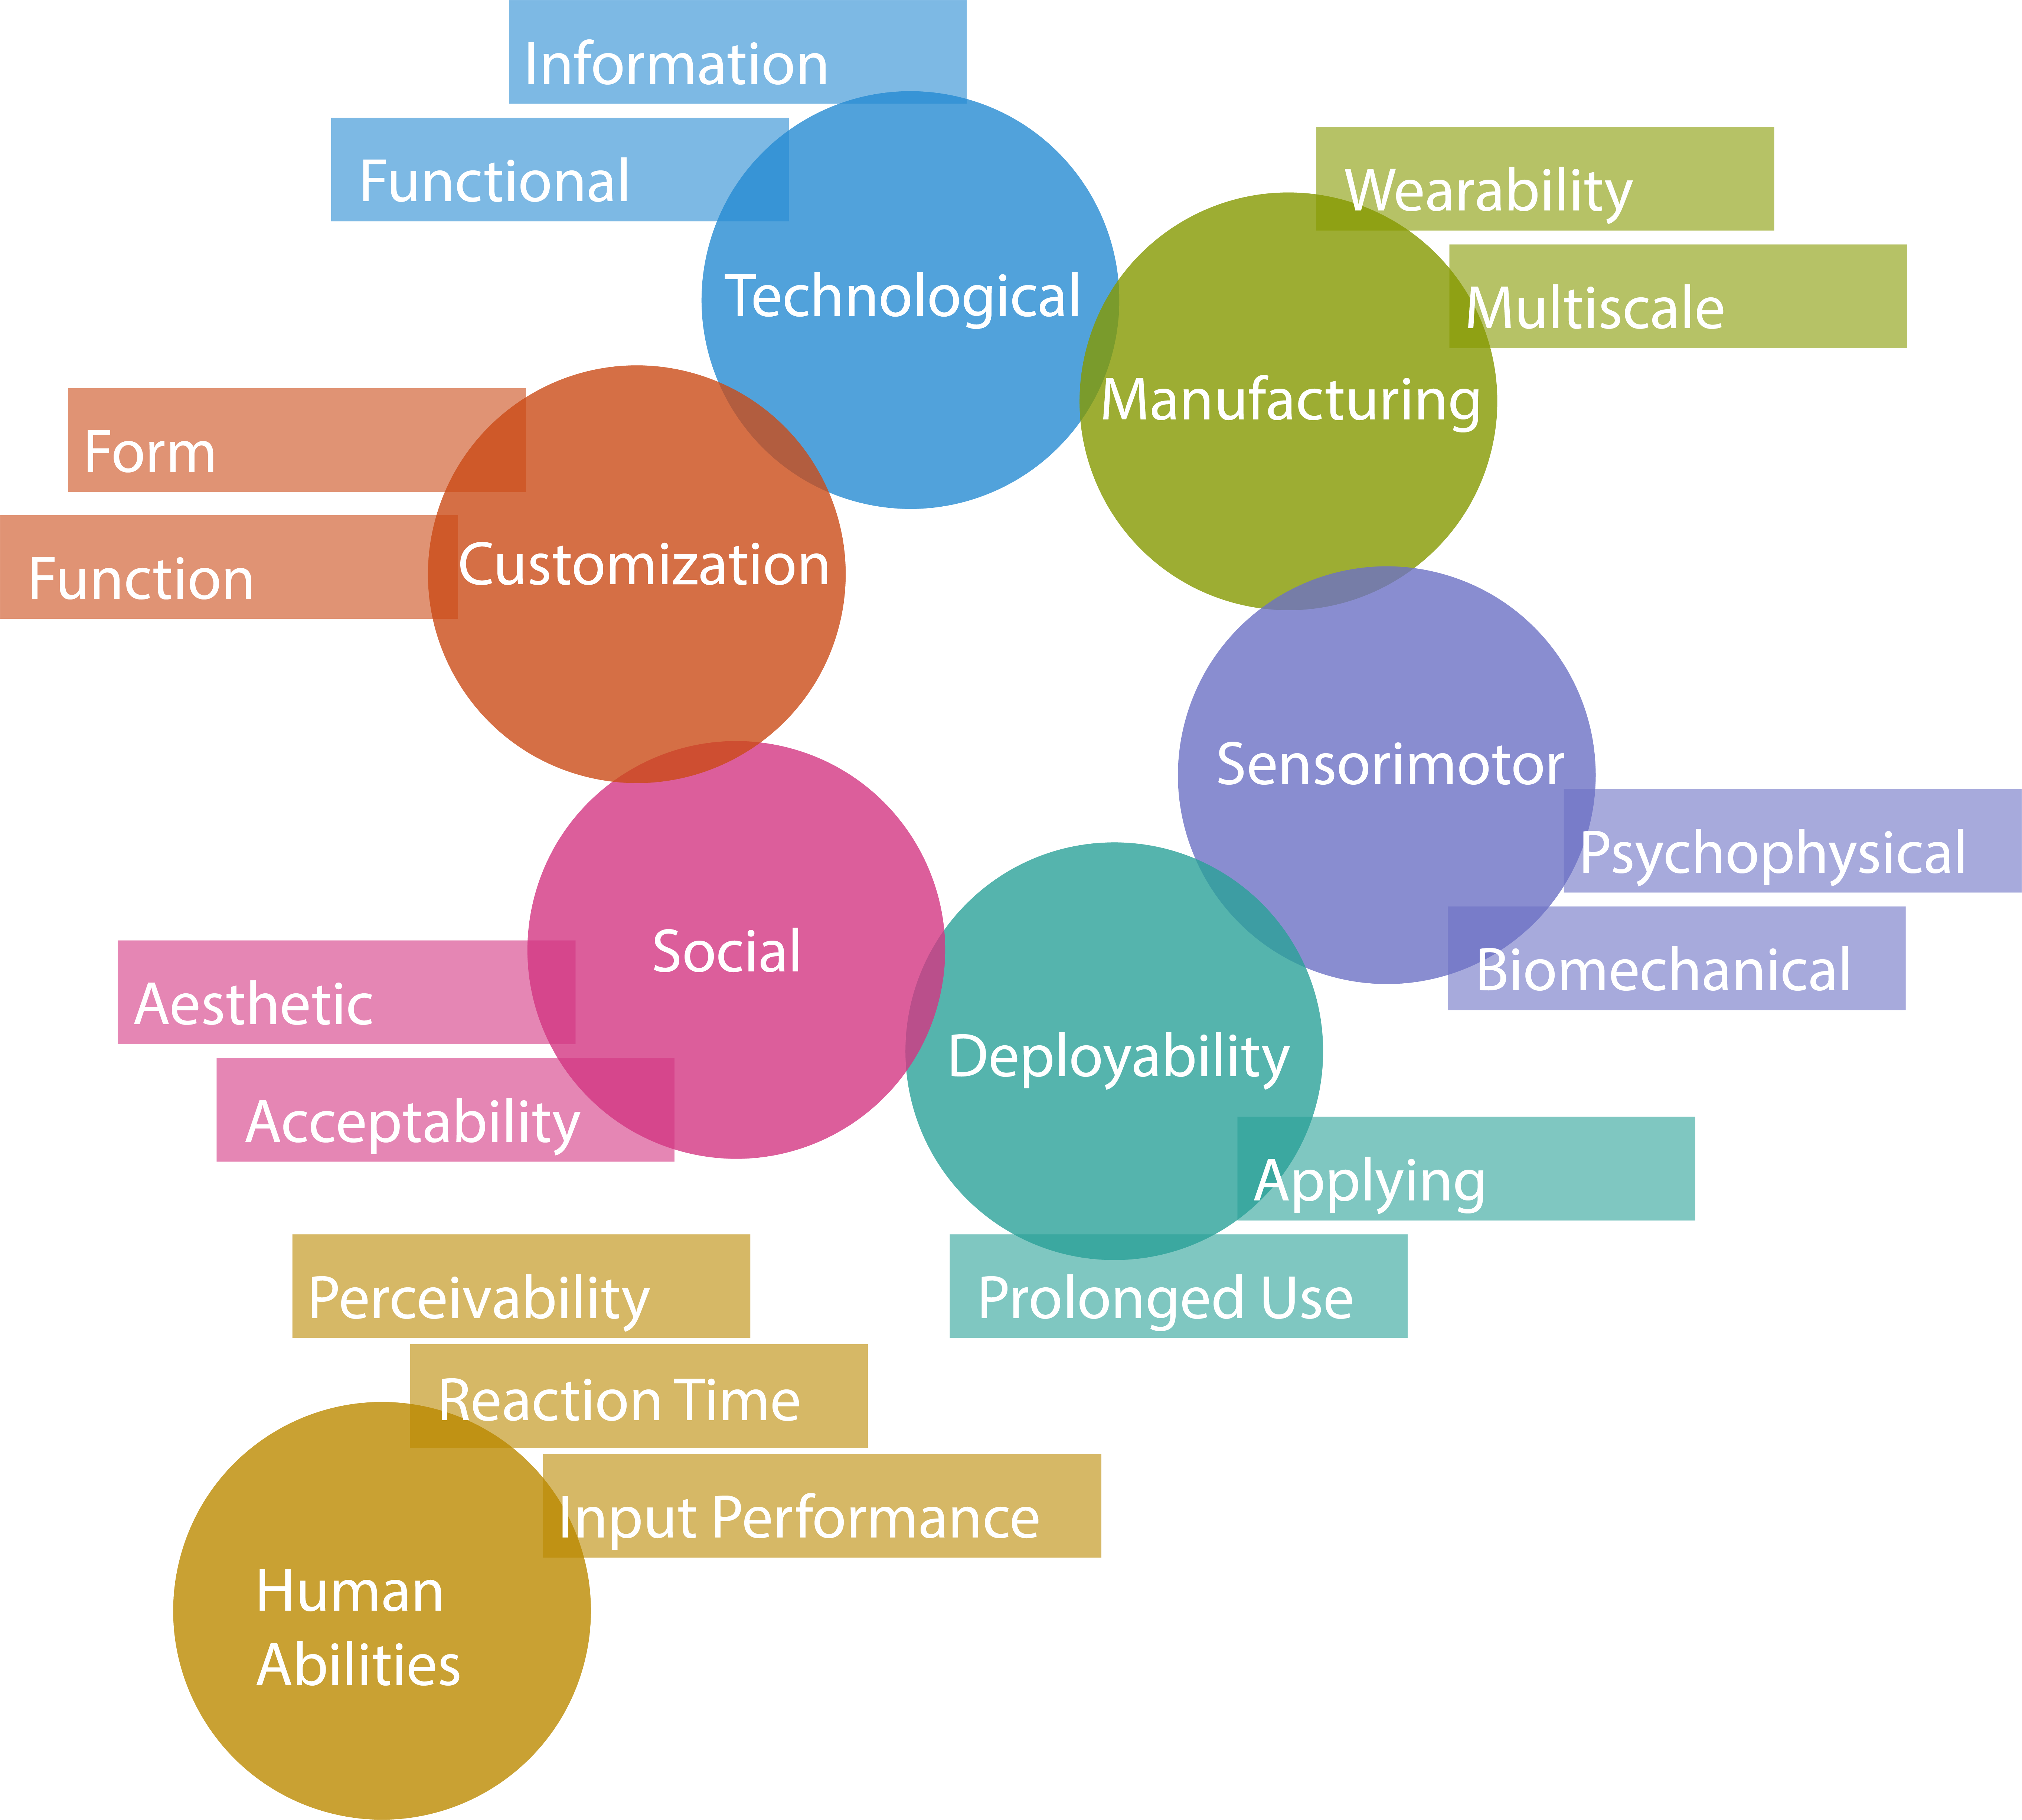 Information
Functional
Technological
Wearability
Multiscale
Manufacturing
Form
Function
Customization
Sensorimotor
Psychophysical
Biomechanical
Social
Aesthetic
Acceptability
Deployability
Applying
Prolonged Use
Perceivability
Reaction Time
Input Performance
Human
Abilities